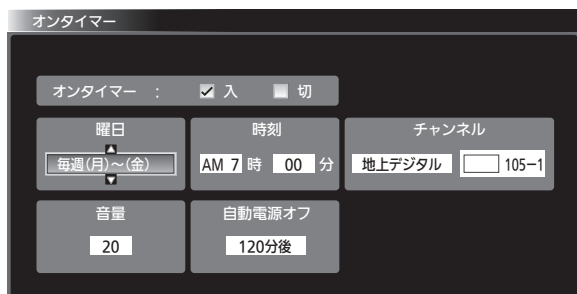 オンタイマー
オンタイマー : 入 切
曜日
毎週(月)～(金)
時刻
AM 7 時 00 分
チャンネル
地上デジタル 105-1
音量
20
自動電源オフ
120分後